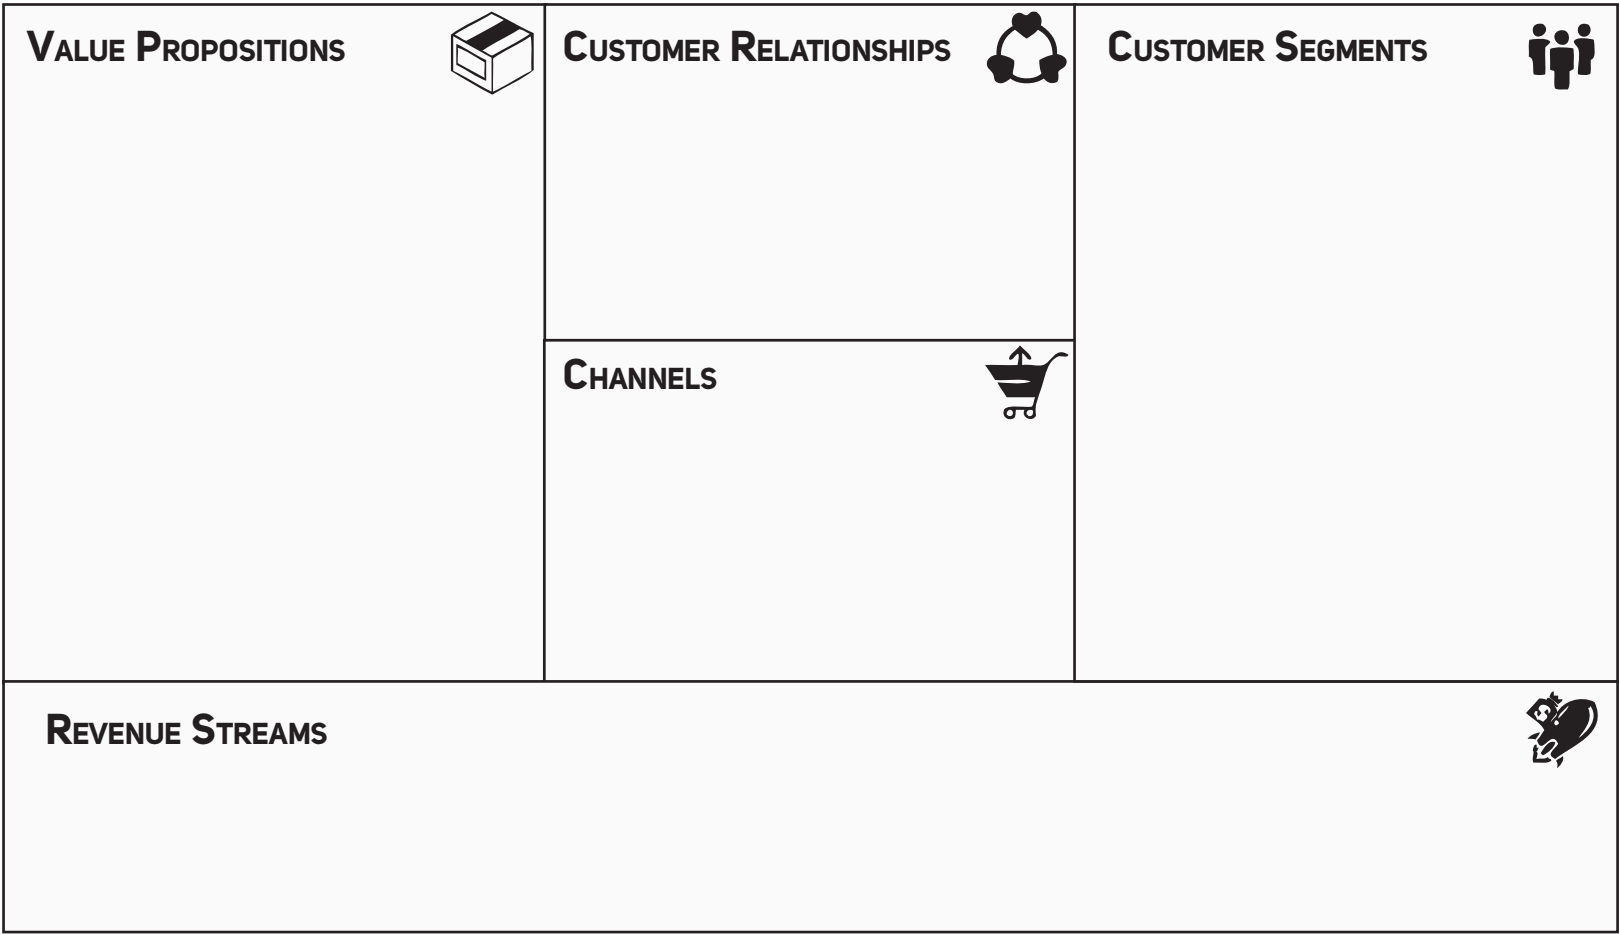 Value Propositions
Customer Relationships
Customer Segments
Channels
Revenue Streams